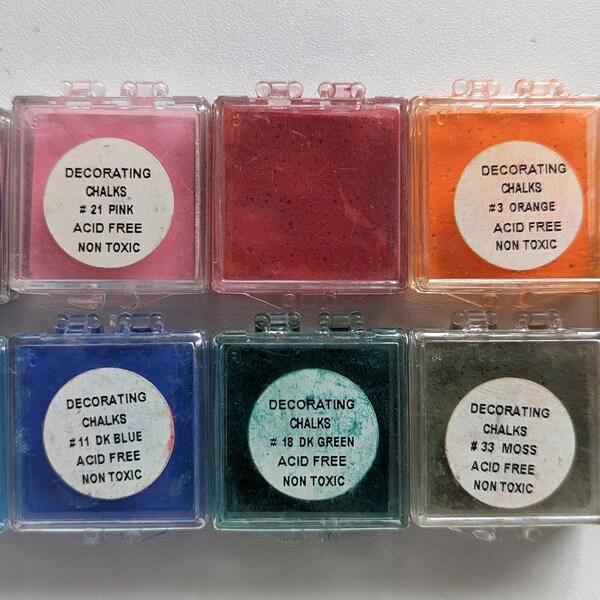 DECORATING
CHALKS
# 21 PINK
ACID FREE
NON TOXIC
DECORATING
CHALKS
#3 ORANGE
ACID FREE
NON TOXIC
DECORATING
CHALKS
# 11 DK BLUE
ACID FREE
NON TOXIC
DECORATING
CHALKS
# 18 DK GREEN
ACID FREE
NON TOXIC
DECORATING
CHALKS
# 33 MOSS
ACID FREE
NON TOXIC